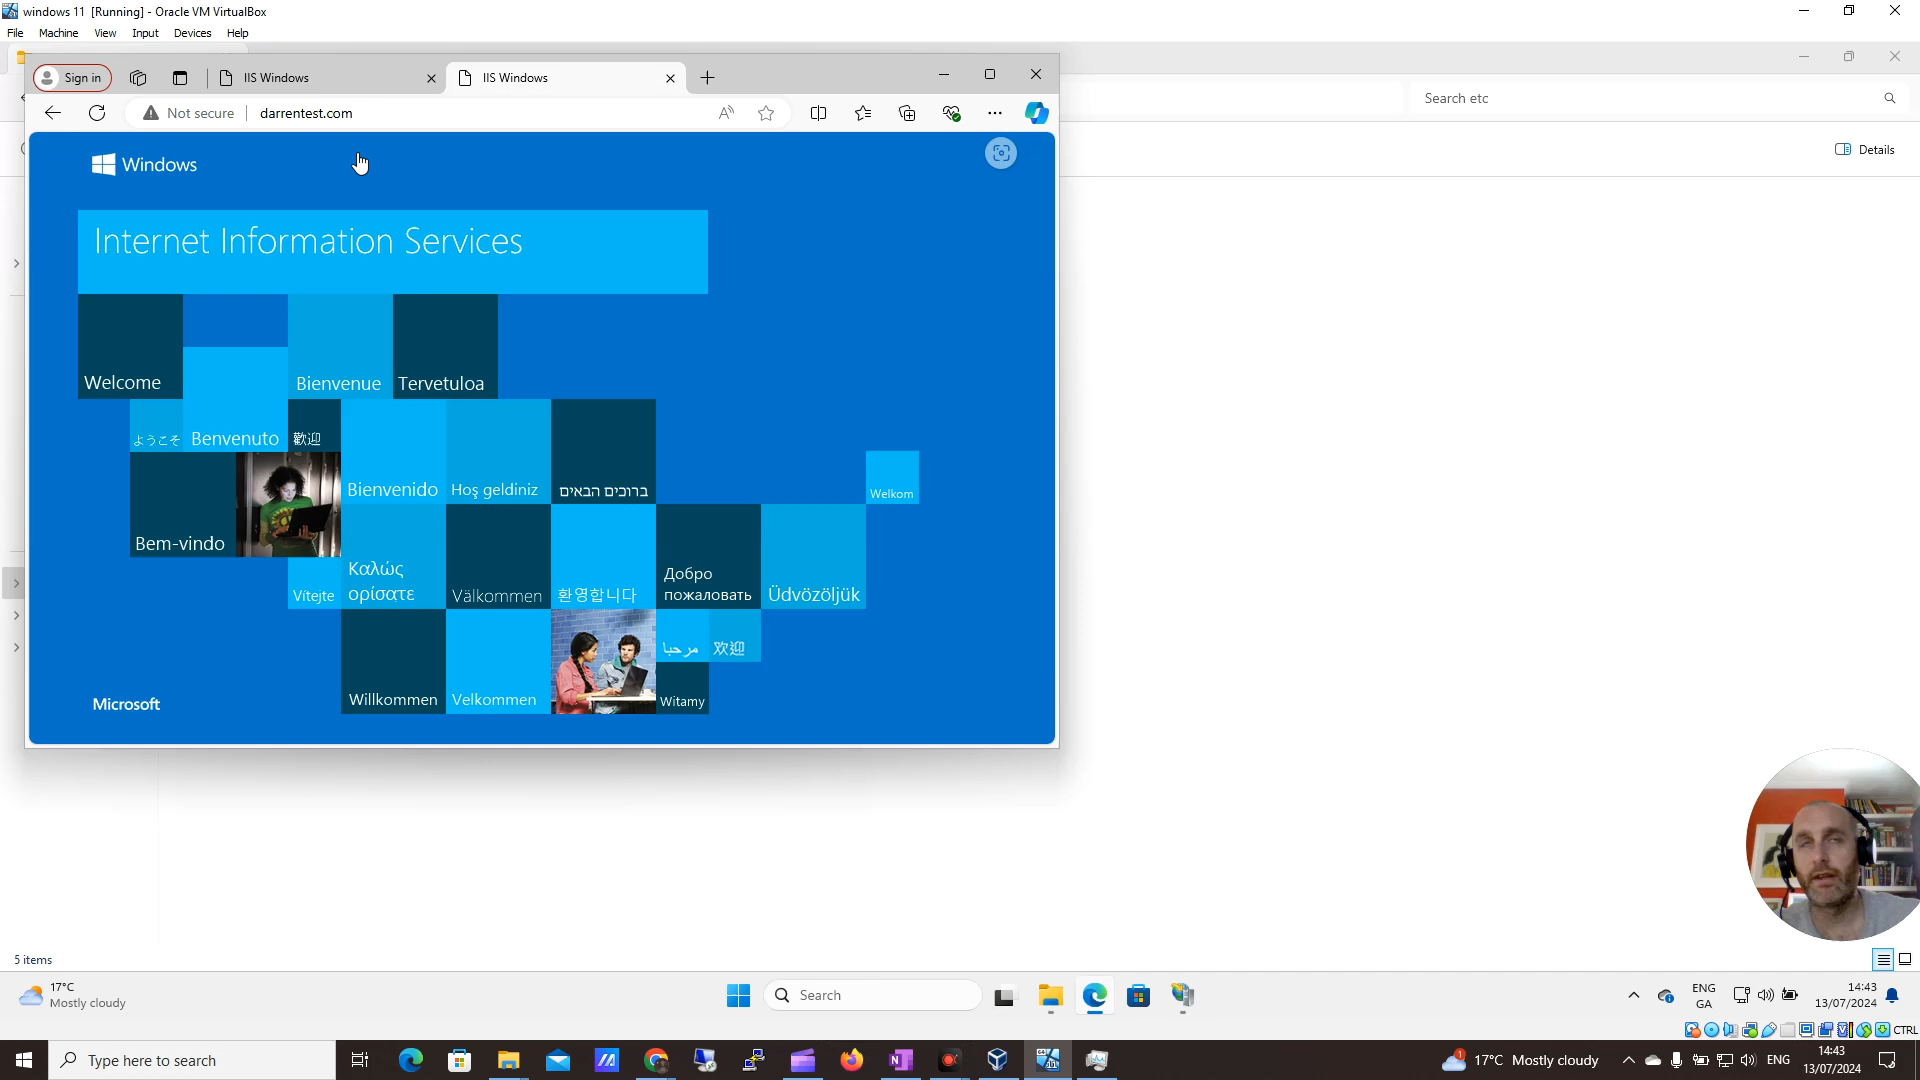 windows 11 [Running] - Oracle VM VirtualBox
File Machine View Input Devices Help
Sign in
IIS Windows
IIS Windows
Not secure
darrentest.com
Search etc
Details
Windows
Internet Information Services
Welcome
Bienvenue
Tervetuloa
ようこそ
Benvenuto
歡迎
Bienvenido
Hoş geldiniz
ברוכים הבאים
Welkom
Bem-vindo
Vítejte
Καλώς
ορίσατε
Välkommen
환영합니다
Добро
пожаловать
Üdvözöljük
Willkommen
Velkommen
مرحبا
欢迎
Witamy
Microsoft
5 items
17°C
Mostly cloudy
Search
ENG
GA
14:43
13/07/2024
CTRL
Type here to search
1
17°C Mostly cloudy
ENG
14:43
13/07/2024